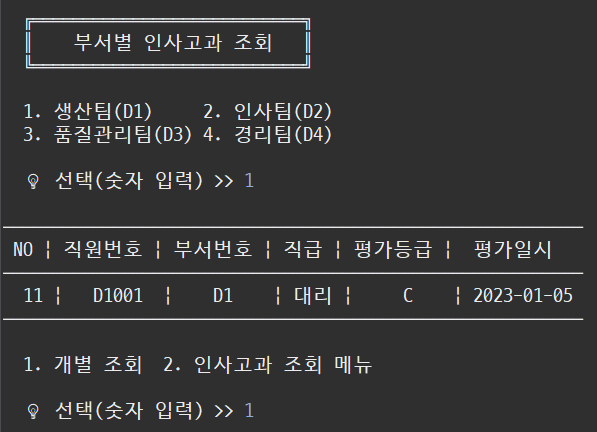 부서별 인사고과 조회
1. 생산팀(D1) 2. 인사팀(D2)
3. 품질관리팀(D3) 4. 경리팀(D4)
💡 선택(숫자 입력) >> 1
NO ¦ 직원번호 ¦ 부서번호 ¦ 직급 ¦ 평가등급 ¦ 평가일시
11 ¦ D1001 ¦ D1 ¦ 대리 ¦ C ¦ 2023-01-05
1. 개별 조회 2. 인사고과 조회 메뉴
💡 선택(숫자 입력) >> 1